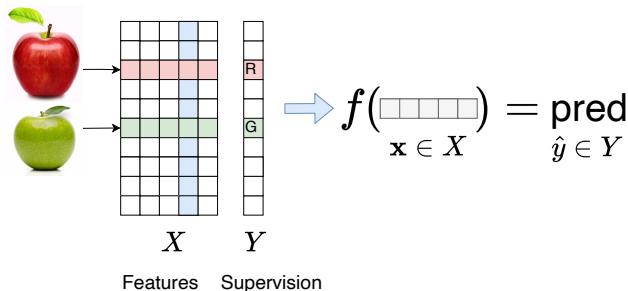 R
G
f( ) = pred
x ∈ X
ŷ ∈ Y
X
Y
Features
Supervision